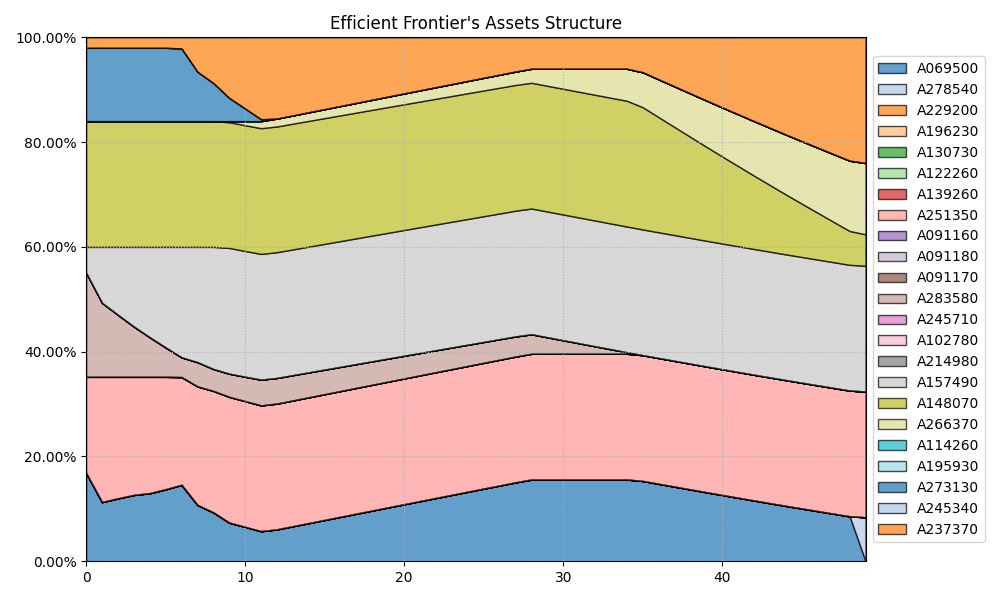 Efficient Frontier's Assets Structure
100.00%
80.00%
60.00%
40.00%
20.00%
0.00%
0
10
20
30
40
A069500
A278540
A229200
A196230
A130730
A122260
A139260
A251350
A091160
A091180
A091170
A283580
A245710
A102780
A214980
A157490
A148070
A266370
A114260
A195930
A273130
A245340
A237370